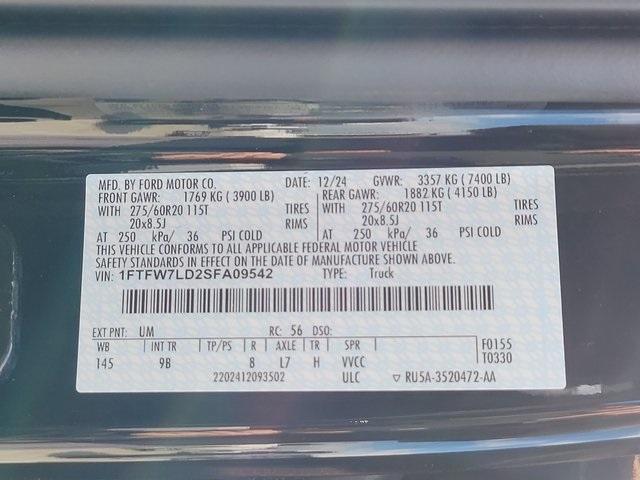 MFD. BY FORD MOTOR CO. DATE: 12/24 GVWR: 3357 KG ( 7400 LB)
FRONT GAWR: 1769 KG ( 3900 LB) REAR GAWR: 1882 KG ( 4150 LB)
WITH 275/60R20 115T TIRES WITH 275/60R20 115T TIRES
20x8.5J RIMS 20x8.5J RIMS
AT 250 kPa/ 36 PSI COLD AT 250 kPa/ 36 PSI COLD
THIS VEHICLE CONFORMS TO ALL APPLICABLE FEDERAL MOTOR VEHICLE
SAFETY STANDARDS IN EFFECT ON THE DATE OF MANUFACTURE SHOWN ABOVE.
VIN: 1FTFW7LD2SFA09542 TYPE: Truck
EXT PNT: UM RC: 56 DSO:
WB INT TR TP/PS R AXLE TR SPR F0155
145 9B 8 L7 H VVCC T0330
2202412093502 ULC ▽ RU5A-3520472-AA